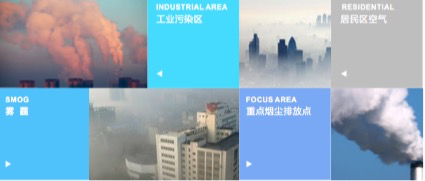 INDUSTRIAL AREA
工业污染区
RESIDENTIAL
居民区空气
SMOG
雾 霾
FOCUS AREA
重点烟尘排放点